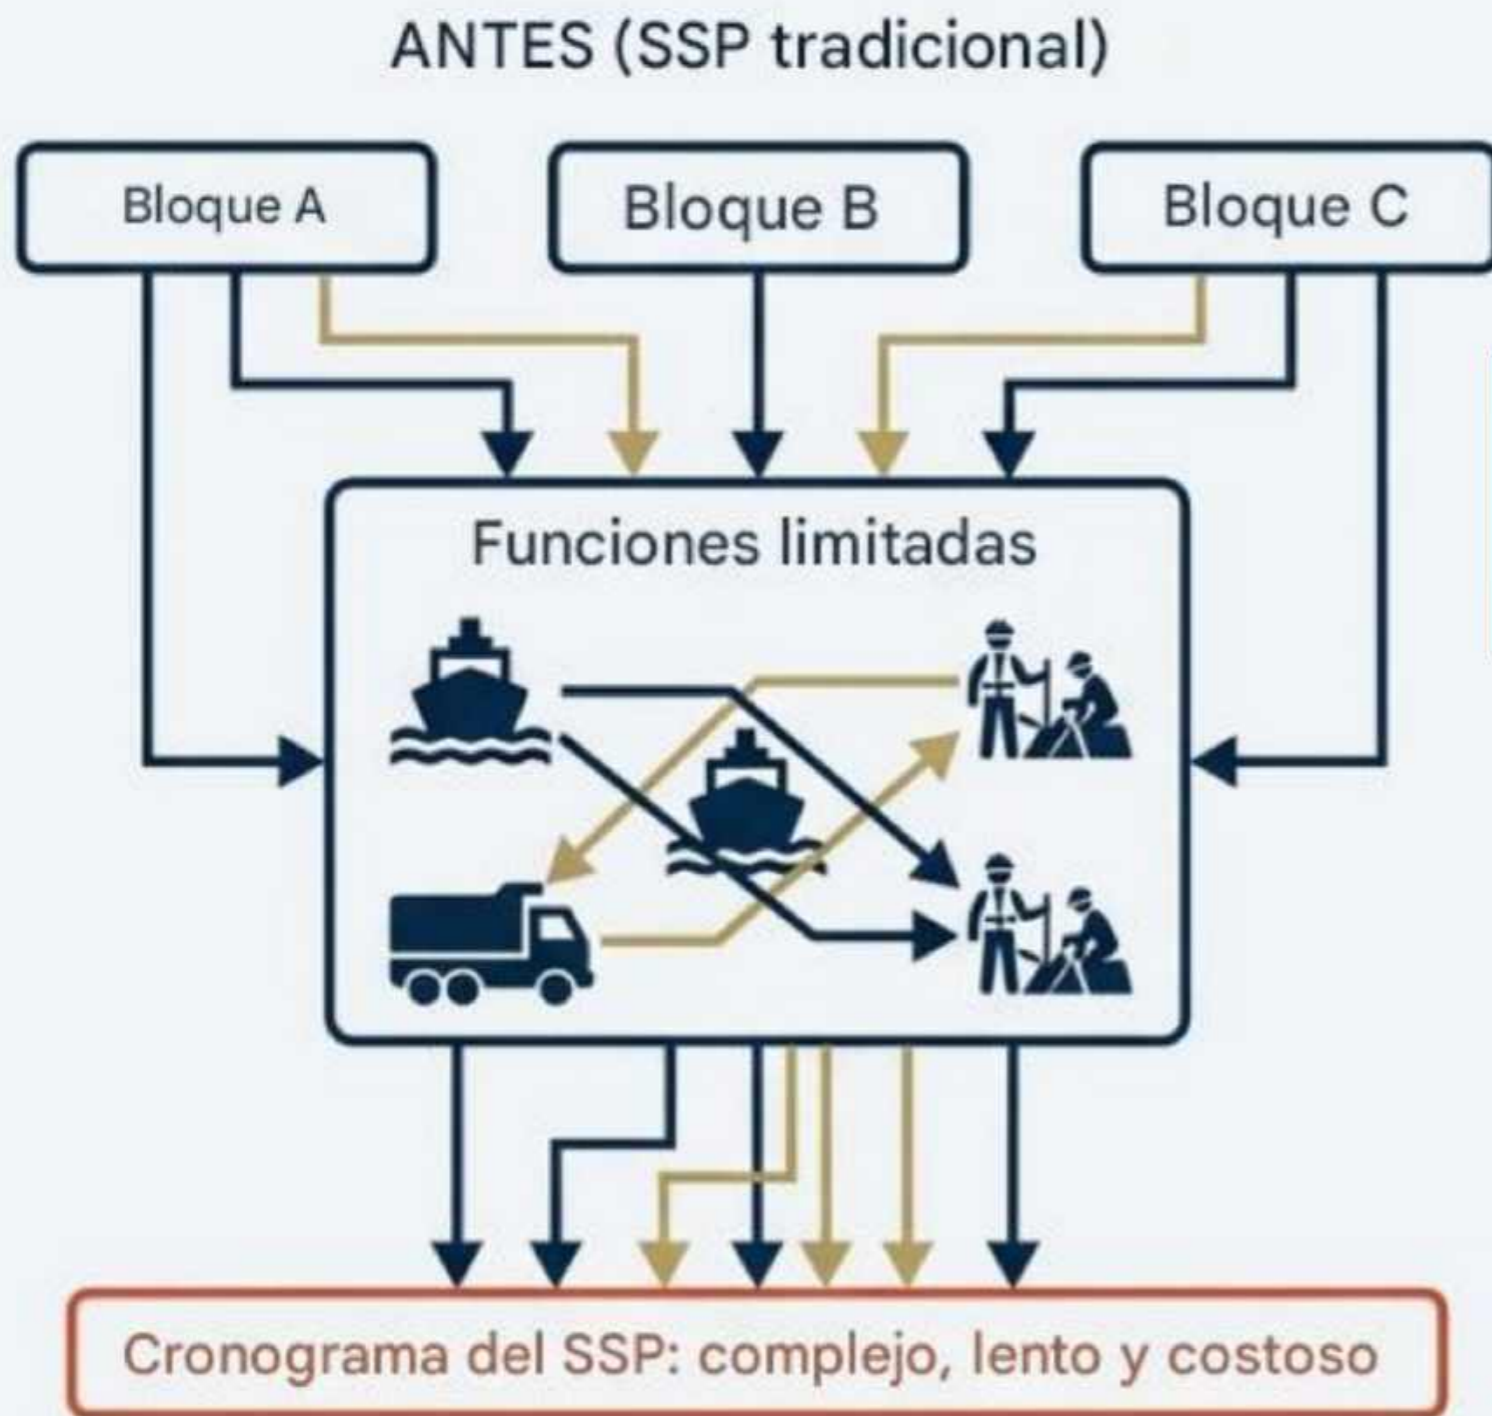 ANTES (SSP tradicional)
Bloque A
Bloque B
Bloque C
Funciones limitadas
Cronograma del SSP: complejo, lento y costoso